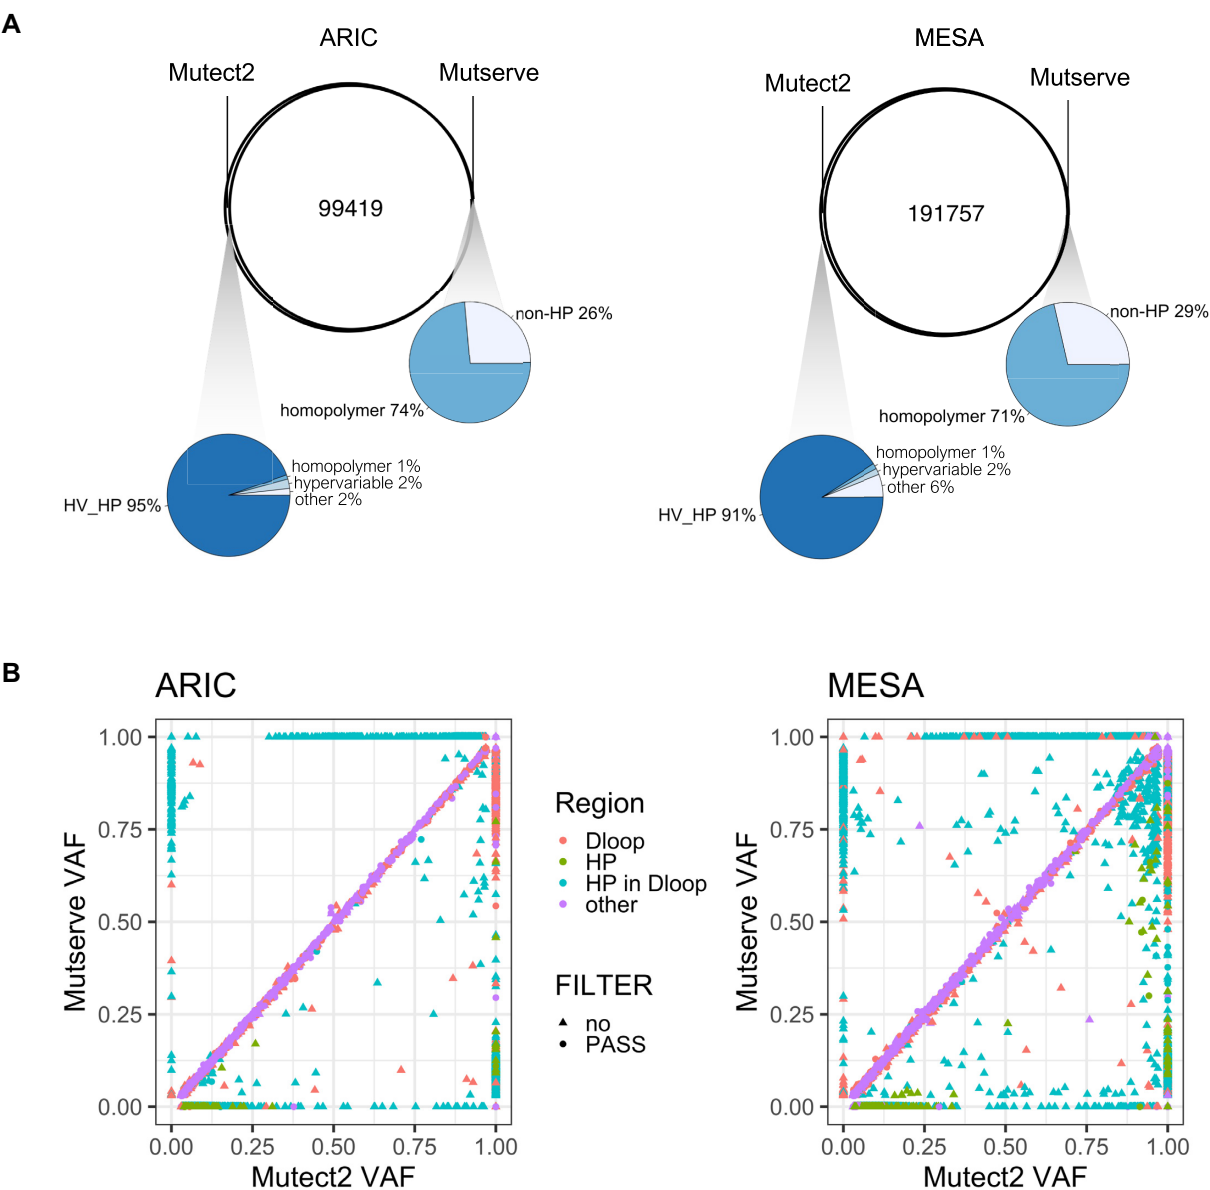 A
ARIC
MESA
Mutect2
Mutserve
Mutect2
Mutserve
99419
191757
non-HP 26%
non-HP 29%
homopolymer 74%
homopolymer 71%
homopolymer 1%
hypervariable 2%
other 2%
HV_HP 95%
homopolymer 1%
hypervariable 2%
other 6%
HV_HP 91%
B
ARIC
MESA
1.00
0.75
0.50
0.25
0.00
Mutserve VAF
0.00 0.25 0.50 0.75 1.00
Mutect2 VAF
Region
Dloop
HP
HP in Dloop
other
FILTER
no
PASS
1.00
0.75
0.50
0.25
0.00
Mutserve VAF
0.00 0.25 0.50 0.75 1.00
Mutect2 VAF